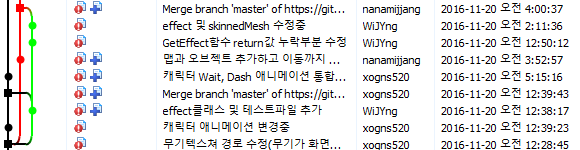 Merge branch 'master' of https://git... nanamijjang 2016-11-20 오전 4:00:37
effect 및 skinnedMesh 수정중 WiJYng 2016-11-20 오전 2:11:36
GetEffect함수 return값 누락부분 수정 WiJYng 2016-11-20 오전 12:50:12
맵과 오브젝트 추가하고 이동까지 ... nanamijjang 2016-11-20 오전 3:52:57
캐릭터 Wait, Dash 애니메이션 통합... xogns520 2016-11-20 오전 5:15:16
Merge branch 'master' of https://git... xogns520 2016-11-20 오전 12:39:43
effect클래스 및 테스트파일 추가 WiJYng 2016-11-20 오전 12:38:17
캐릭터 애니메이션 변경중 xogns520 2016-11-20 오전 12:39:23
무기텍스쳐 경로 수정(무기가 화면... xogns520 2016-11-20 오전 12:28:45